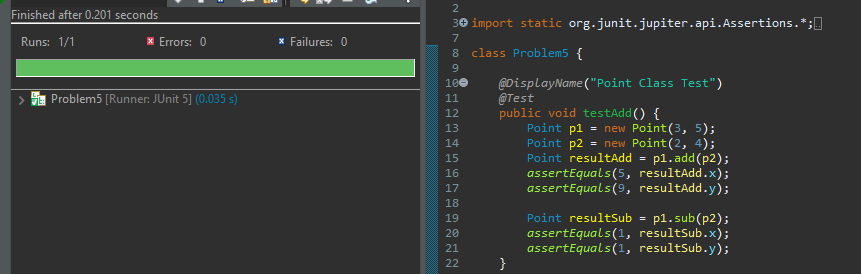 Finished after 0.201 seconds
Runs: 1/1 Errors: 0 Failures: 0
Problem5 [Runner: JUnit 5] (0.035 s)
2
3 import static org.junit.jupiter.api.Assertions.*;
7
8 class Problem5 {
9
10 @DisplayName("Point Class Test")
11 @Test
12 public void testAdd() {
13 Point p1 = new Point(3, 5);
14 Point p2 = new Point(2, 4);
15 Point resultAdd = p1.add(p2);
16 assertEquals(5, resultAdd.x);
17 assertEquals(9, resultAdd.y);
18
19 Point resultSub = p1.sub(p2);
20 assertEquals(1, resultSub.x);
21 assertEquals(1, resultSub.y);
22 }